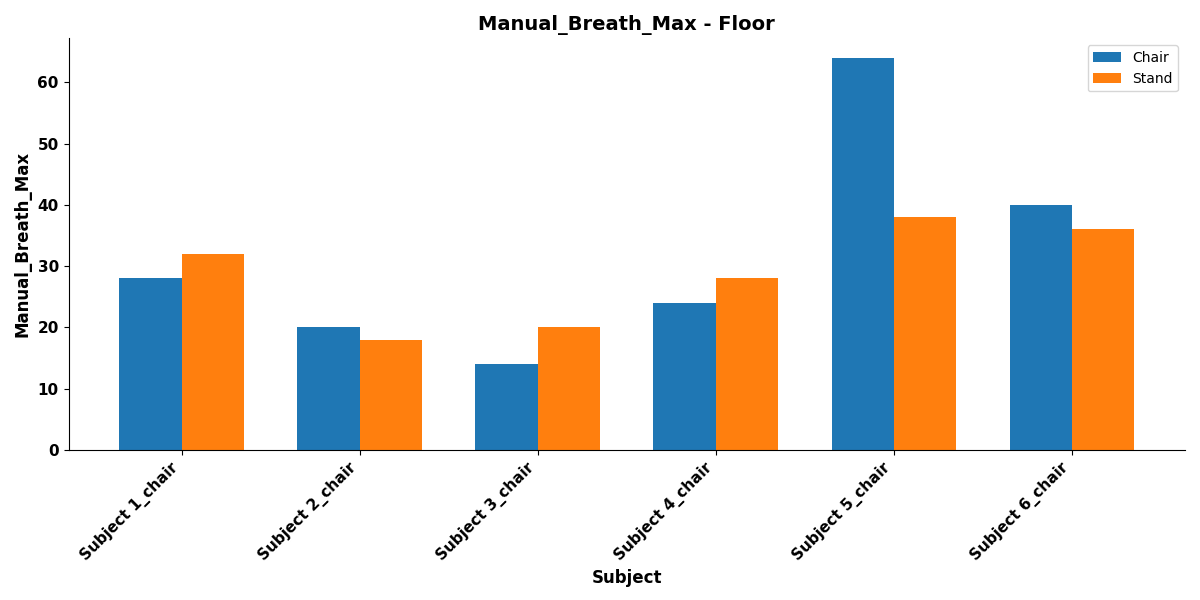 Manual_Breath_Max - Floor
Chair
Stand
Manual_Breath_Max
60
50
40
30
20
10
0
Subject 1_chair
Subject 2_chair
Subject 3_chair
Subject 4_chair
Subject 5_chair
Subject 6_chair
Subject